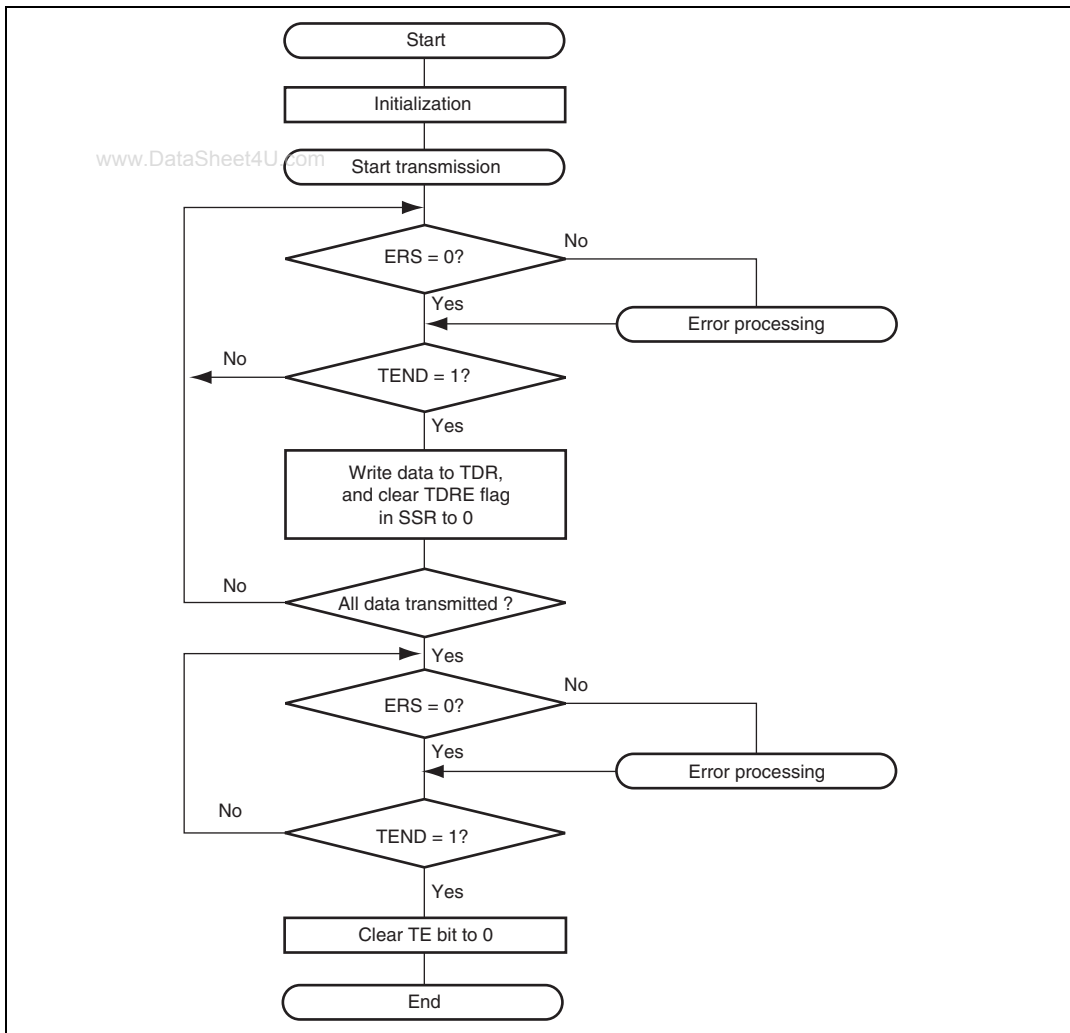 Start
Initialization
www.DataSheet4U.com
Start transmission
ERS = 0?
No
Yes
Error processing
No
TEND = 1?
Yes
Write data to TDR,
and clear TDRE flag
in SSR to 0
No
All data transmitted ?
Yes
ERS = 0?
No
Yes
Error processing
No
TEND = 1?
Yes
Clear TE bit to 0
End